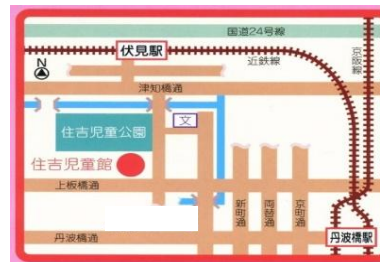 国道24号線
伏見駅
近鉄線
京阪線
N
津知橋通
文
住吉児童公園
住吉児童館
上板橋通
新町通
両替通
京町通
丹波橋通
丹波橋駅